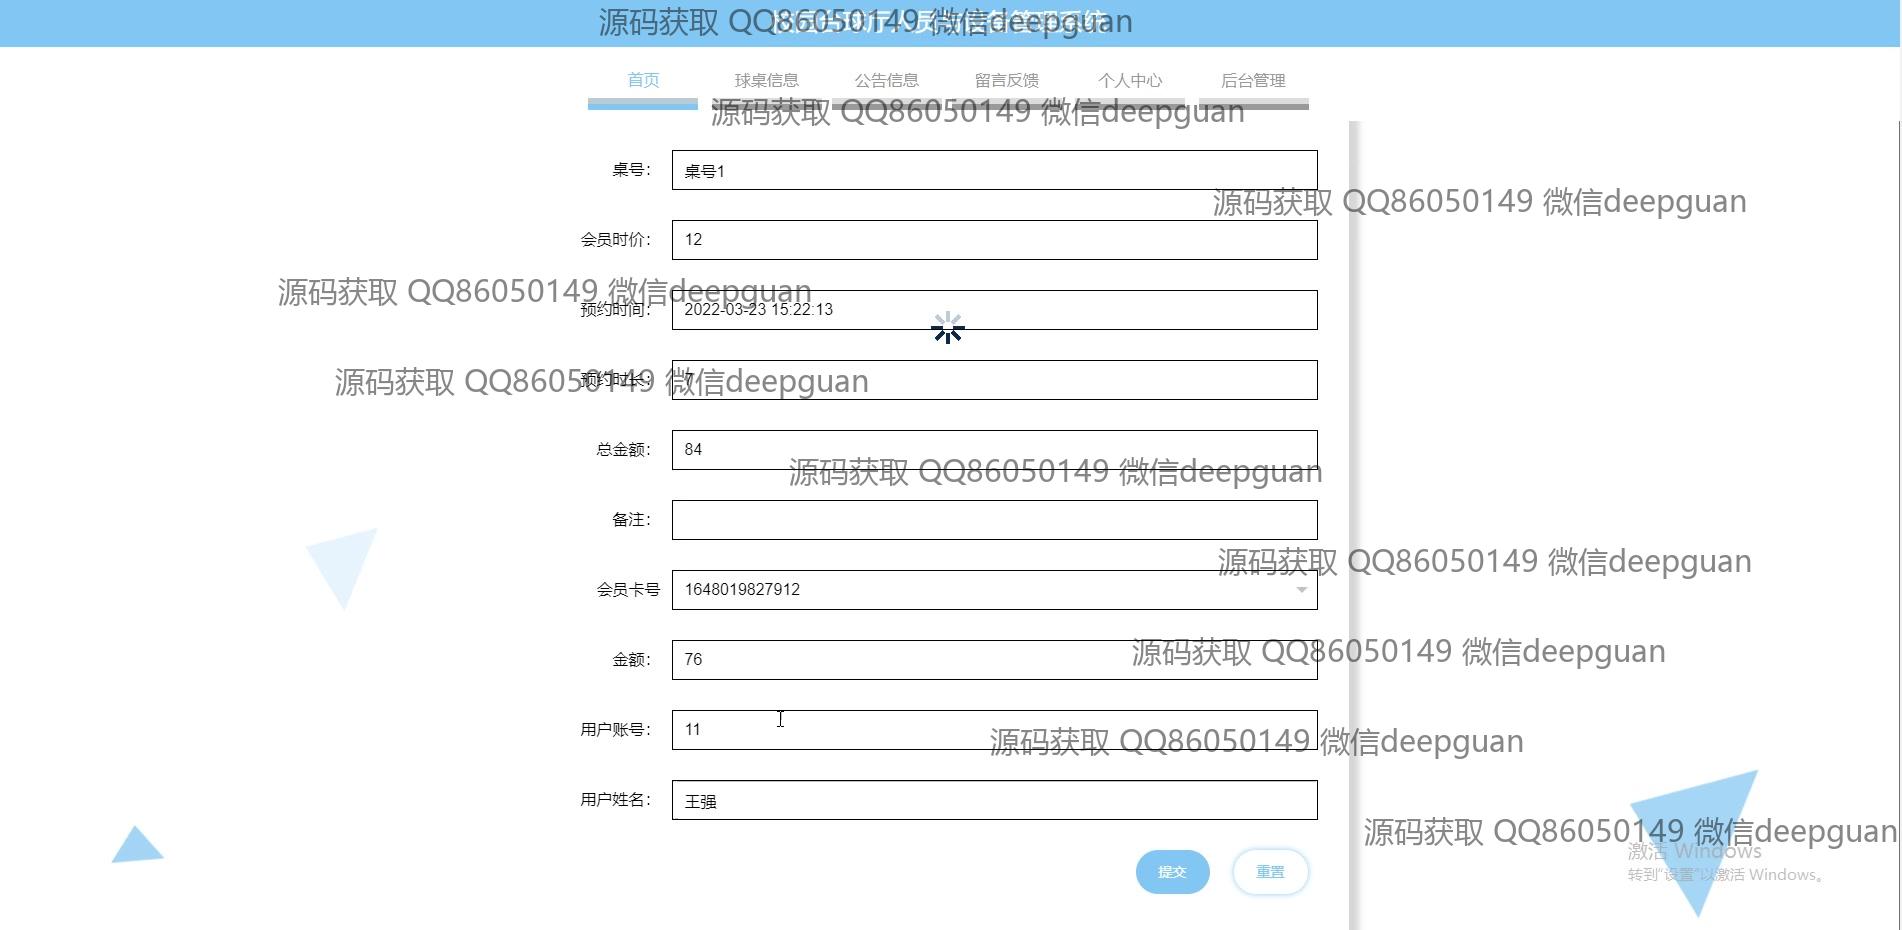 源码获取 QQ86050149 微信deepguan
首页 球桌信息 公告信息 留言反馈 个人中心 后台管理
源码获取 QQ86050149 微信deepguan
桌号： 桌号1
源码获取 QQ86050149 微信deepguan
会员时价： 12
源码获取 QQ86050149 微信deepguan
预约时间： 2022-03-23 15:22:13
预约时长： 7
源码获取 QQ86050149 微信deepguan
总金额： 84
源码获取 QQ86050149 微信deepguan
备注：
源码获取 QQ86050149 微信deepguan
会员卡号 1648019827912
金额： 76
源码获取 QQ86050149 微信deepguan
用户账号： 11
源码获取 QQ86050149 微信deepguan
用户姓名： 王强
源码获取 QQ86050149 微信deepguan
激活 Windows
转到"设置"以激活 Windows。
提交 重置